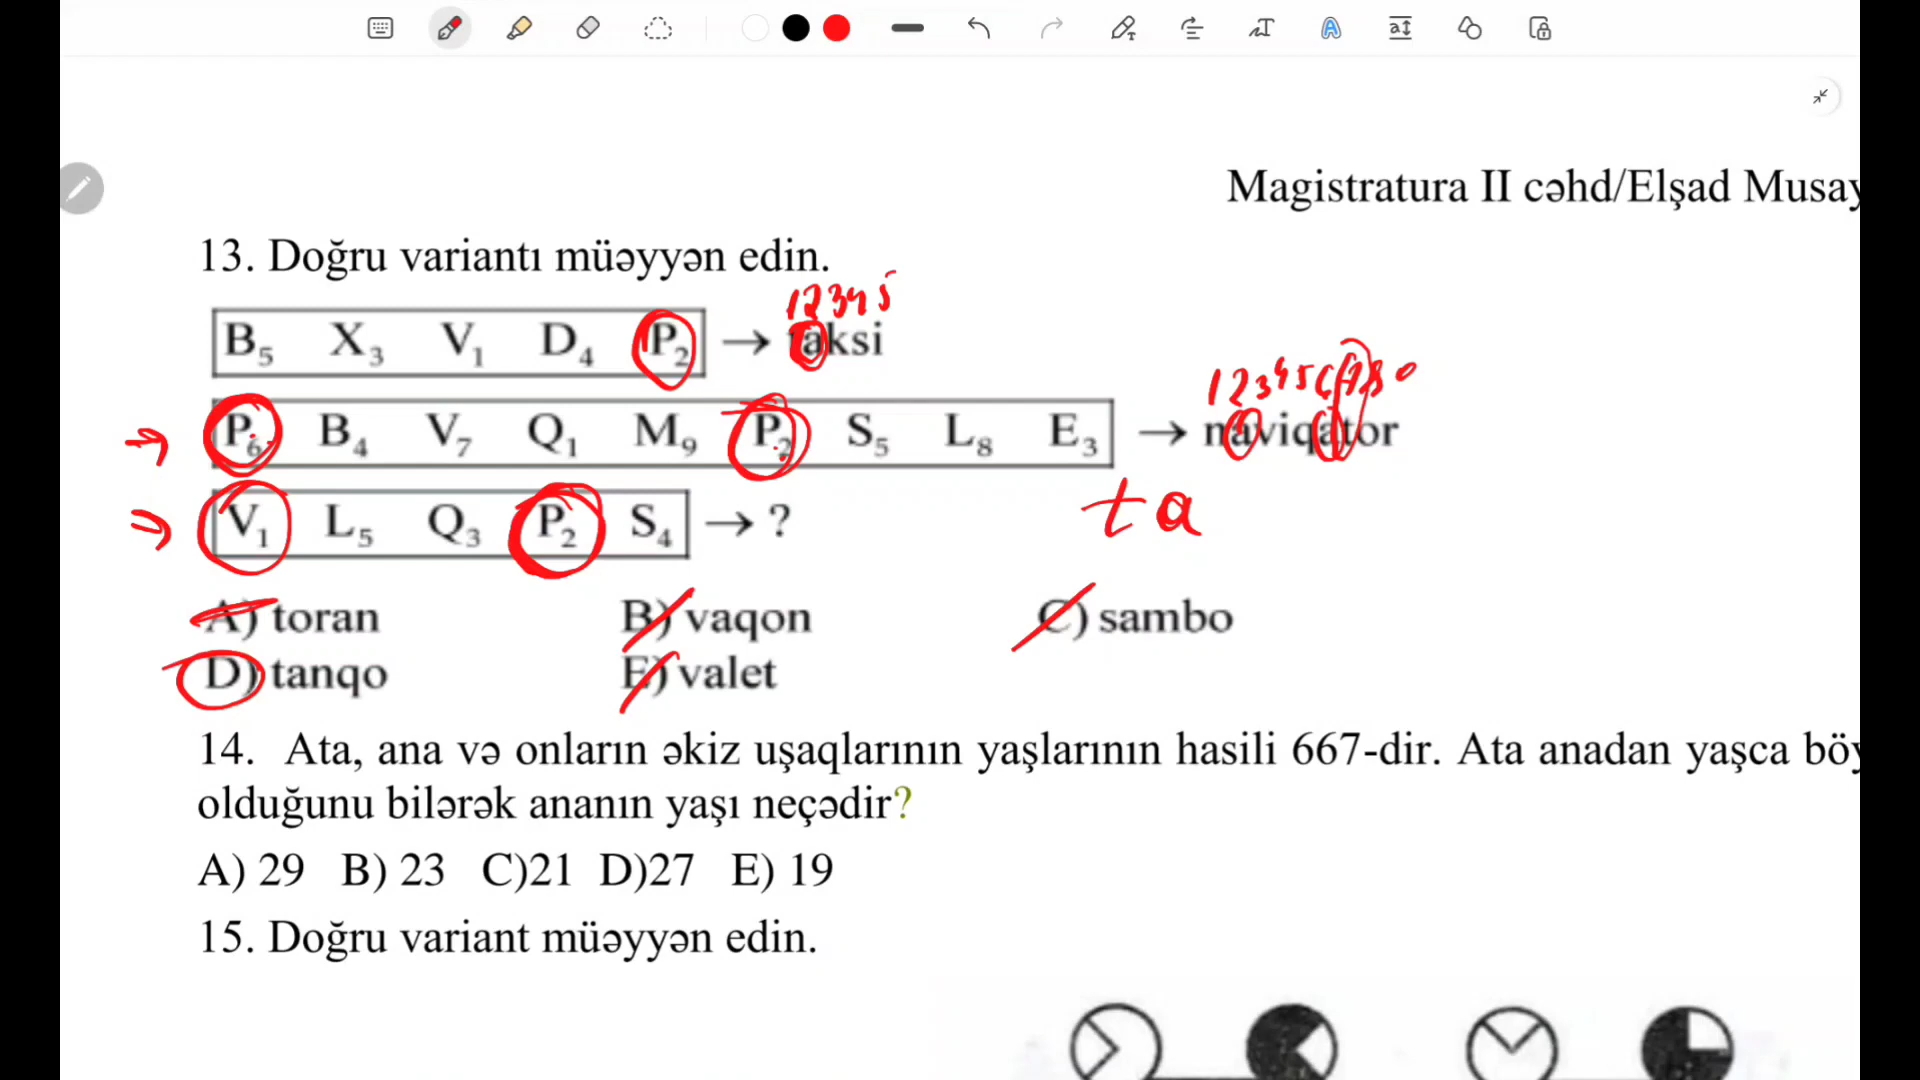 Magistratura II cəhd/Elşad Musay
13. Doğru variantı müəyyən edin.
12345
B5 X3 V1 D4 P2 → taksi
12345
P6 B4 V7 Q1 M9 P2 S5 L8 E3 → naviqator
V1 L5 Q3 P2 S4 → ?
ta
A) toran B) vaqon C) sambo
D) tanqo E) valet
14. Ata, ana və onların əkiz uşaqlarının yaşlarının hasili 667-dir. Ata anadan yaşca böy
olduğunu bilərək ananın yaşı neçədir?
A) 29 B) 23 C)21 D)27 E) 19
15. Doğru variant müəyyən edin.